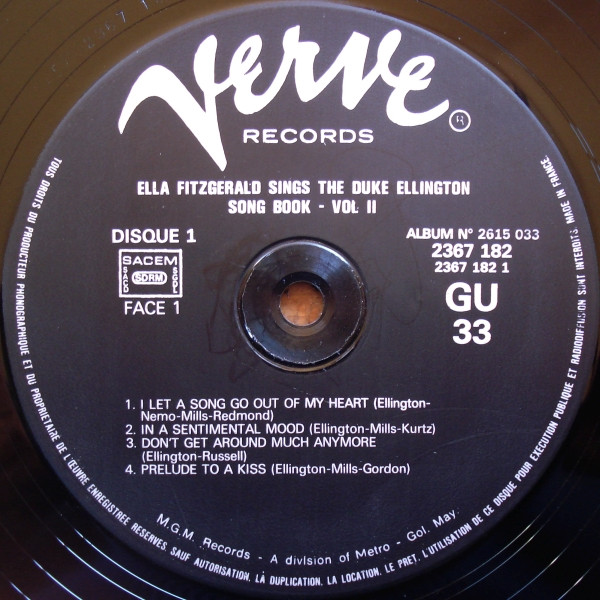 Verve
®
RECORDS
ELLA FITZGERALD SINGS THE DUKE ELLINGTON
SONG BOOK - VOL II
DISQUE 1
SACEM
SACD
SDRM
SGDL
FACE 1
ALBUM N° 2615 033
2367 182
2367 182 1
GU
33
1. I LET A SONG GO OUT OF MY HEART (Ellington-
Nemo-Mills-Redmond)
2. IN A SENTIMENTAL MOOD (Ellington-Mills-Kurtz)
3. DON'T GET AROUND MUCH ANYMORE
(Ellington-Russell)
4. PRELUDE TO A KISS (Ellington-Mills-Gordon)
M.G.M. Records - A division of Metro - Gol. May.
TOUS DROITS DU PRODUCTEUR PHONOGRAPHIQUE ET DU PROPRIETAIRE DE L'ŒUVRE ENREGISTREE RESERVES. SAUF AUTORISATION, LA DUPLICATION, LA LOCATION, LE PRET, L'UTILISATION DE CE DISQUE POUR EXECUTION PUBLIQUE ET RADIODIFFUSION SONT INTERDITS. MADE IN FRANCE